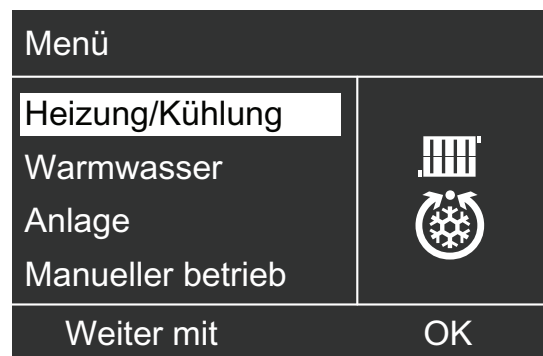 Menü
Heizung/Kühlung
Warmwasser
Anlage
Manueller betrieb
Weiter mit OK